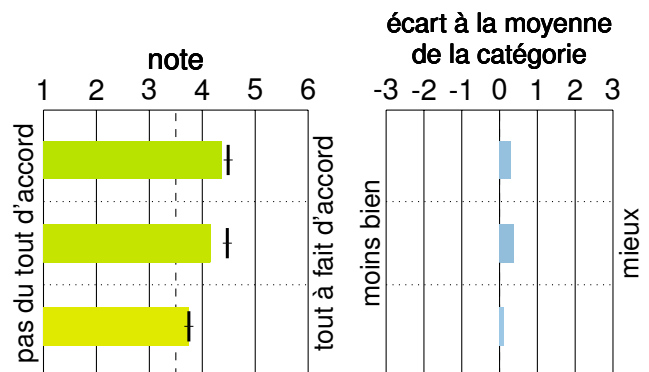 note
1 2 3 4 5 6
pas du tout d'accord
tout à fait d'accord
écart à la moyenne
de la catégorie
-3 -2 -1 0 1 2 3
moins bien
mieux